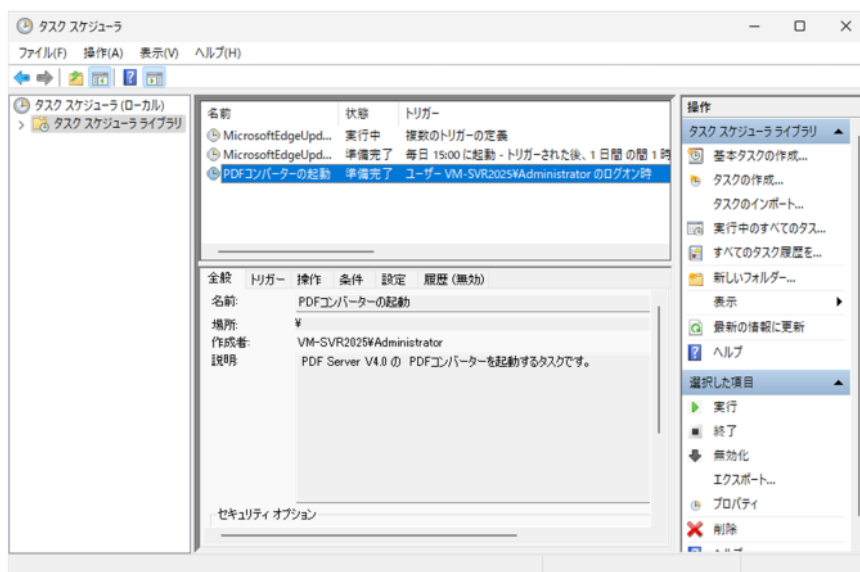 タスク スケジューラ
ファイル(F) 操作(A) 表示(V) ヘルプ(H)
タスク スケジューラ (ローカル)
タスク スケジューラ ライブラリ
名前 状態 トリガー
MicrosoftEdgeUpd... 実行中 複数のトリガーの定義
MicrosoftEdgeUpd... 準備完了 毎日 15:00 に起動 - トリガーされた後、1 日間 の間 1 時
PDFコンバーターの起動 準備完了 ユーザー VM-SVR2025¥Administrator のログオン時
全般 トリガー 操作 条件 設定 履歴 (無効)
名前: PDFコンバーターの起動
場所: ¥
作成者: VM-SVR2025¥Administrator
説明: PDF Server V4.0 の PDFコンバーターを起動するタスクです。
セキュリティ オプション
操作
タスク スケジューラ ライブラリ
基本タスクの作成...
タスクの作成...
タスクのインポート...
実行中のすべてのタス...
すべてのタスク履歴を...
新しいフォルダー...
表示
最新の情報に更新
ヘルプ
選択した項目
実行
終了
無効化
エクスポート...
プロパティ
削除